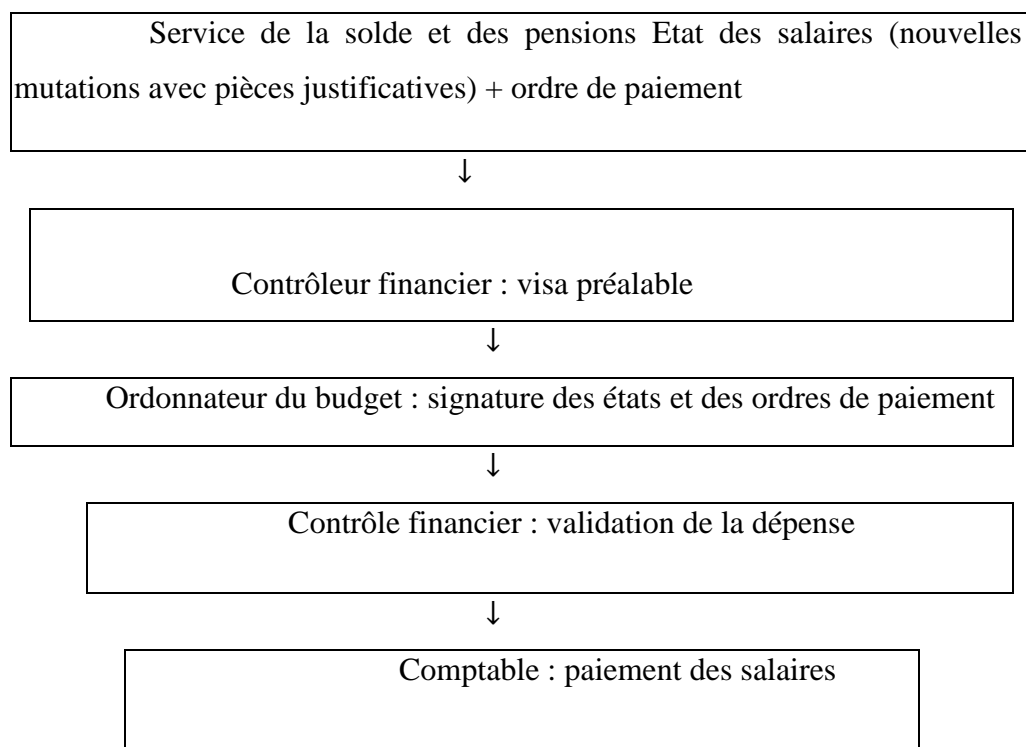 Service de la solde et des pensions Etat des salaires (nouvelles
mutations avec pièces justificatives) + ordre de paiement
↓
Contrôleur financier : visa préalable
↓
Ordonnateur du budget : signature des états et des ordres de paiement
↓
Contrôle financier : validation de la dépense
↓
Comptable : paiement des salaires